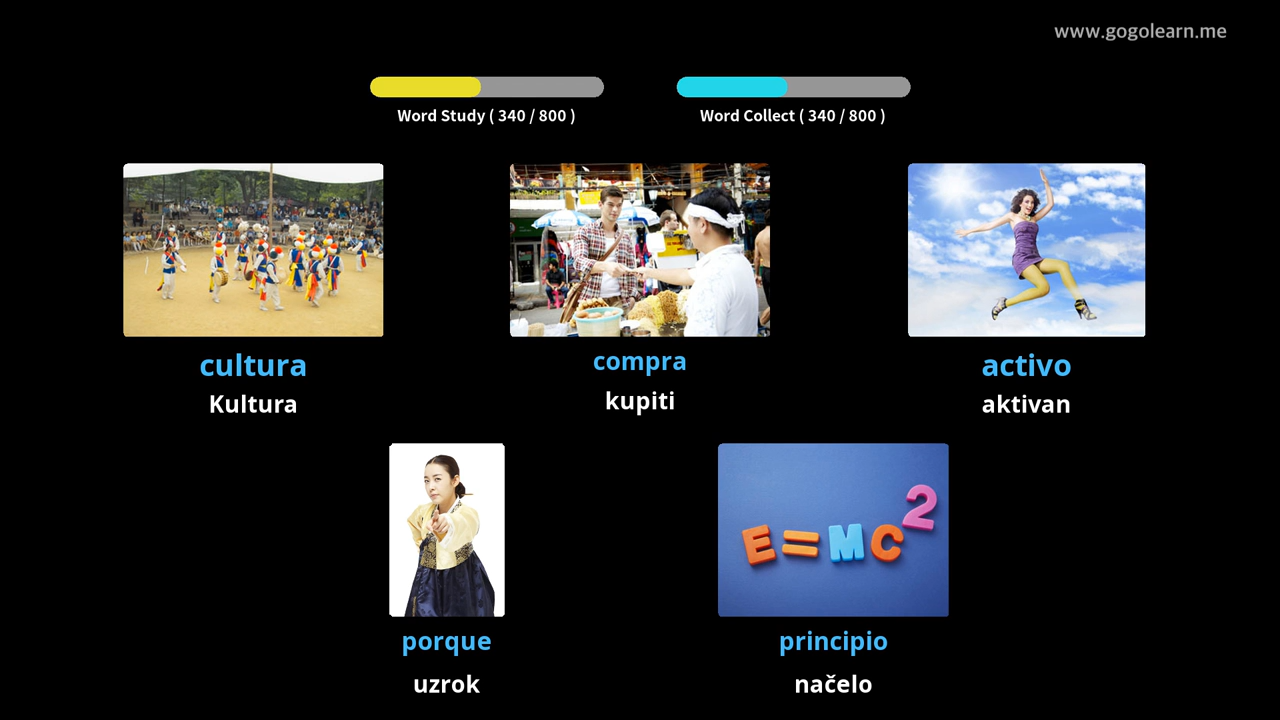 www.gogolearn.me
Word Study ( 340 / 800 )
Word Collect ( 340 / 800 )
cultura
Kultura
compra
kupiti
activo
aktivan
E=MC2
porque
uzrok
principio
načelo